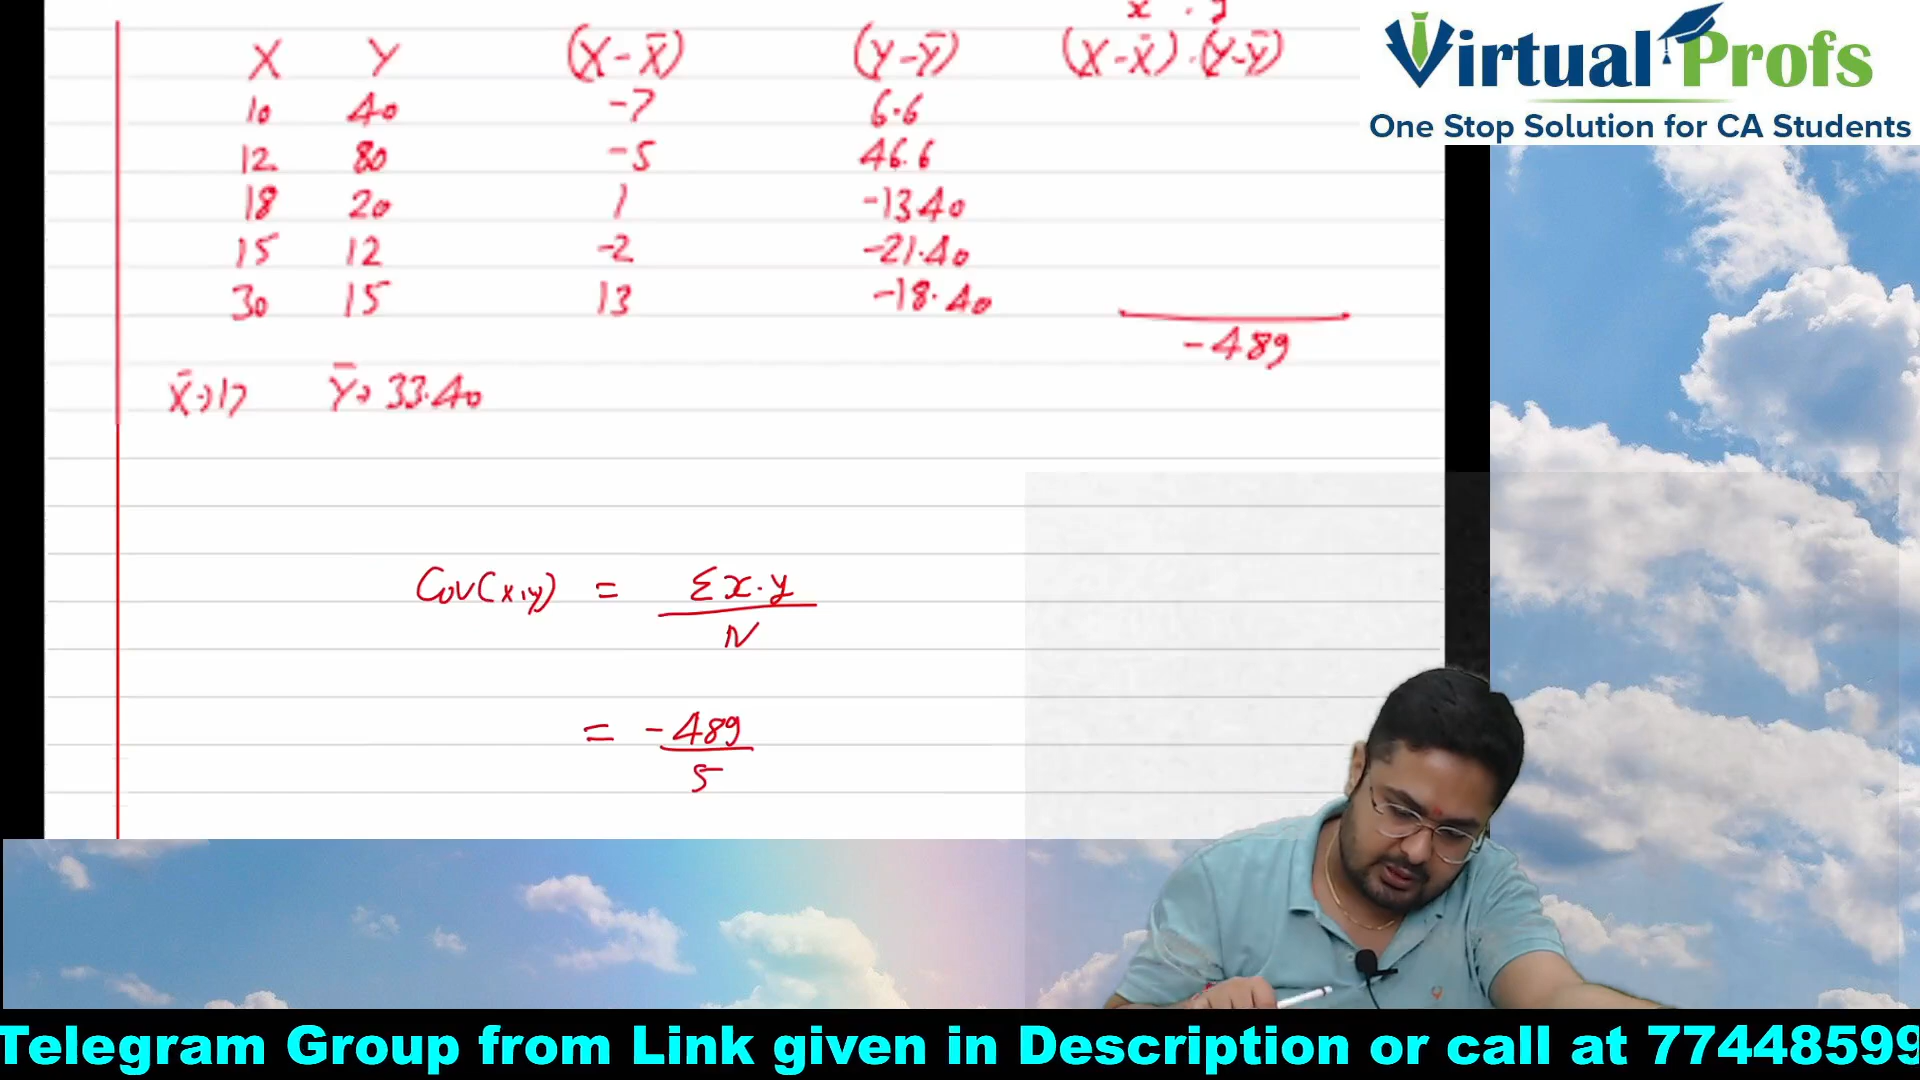 x . y
X Y (X-X̄) (Y-Ȳ) (X-X̄).(Y-Ȳ)
10 40 -7 6.6
12 80 -5 46.6
18 20 1 -13.40
15 12 -2 -21.40
30 15 13 -18.40
-489
X̄ → 17 Ȳ → 33.40
Cov(x,y) = Σx.y
N
= -489
5
Virtual Profs
One Stop Solution for CA Students
Telegram Group from Link given in Description or call at 77448599